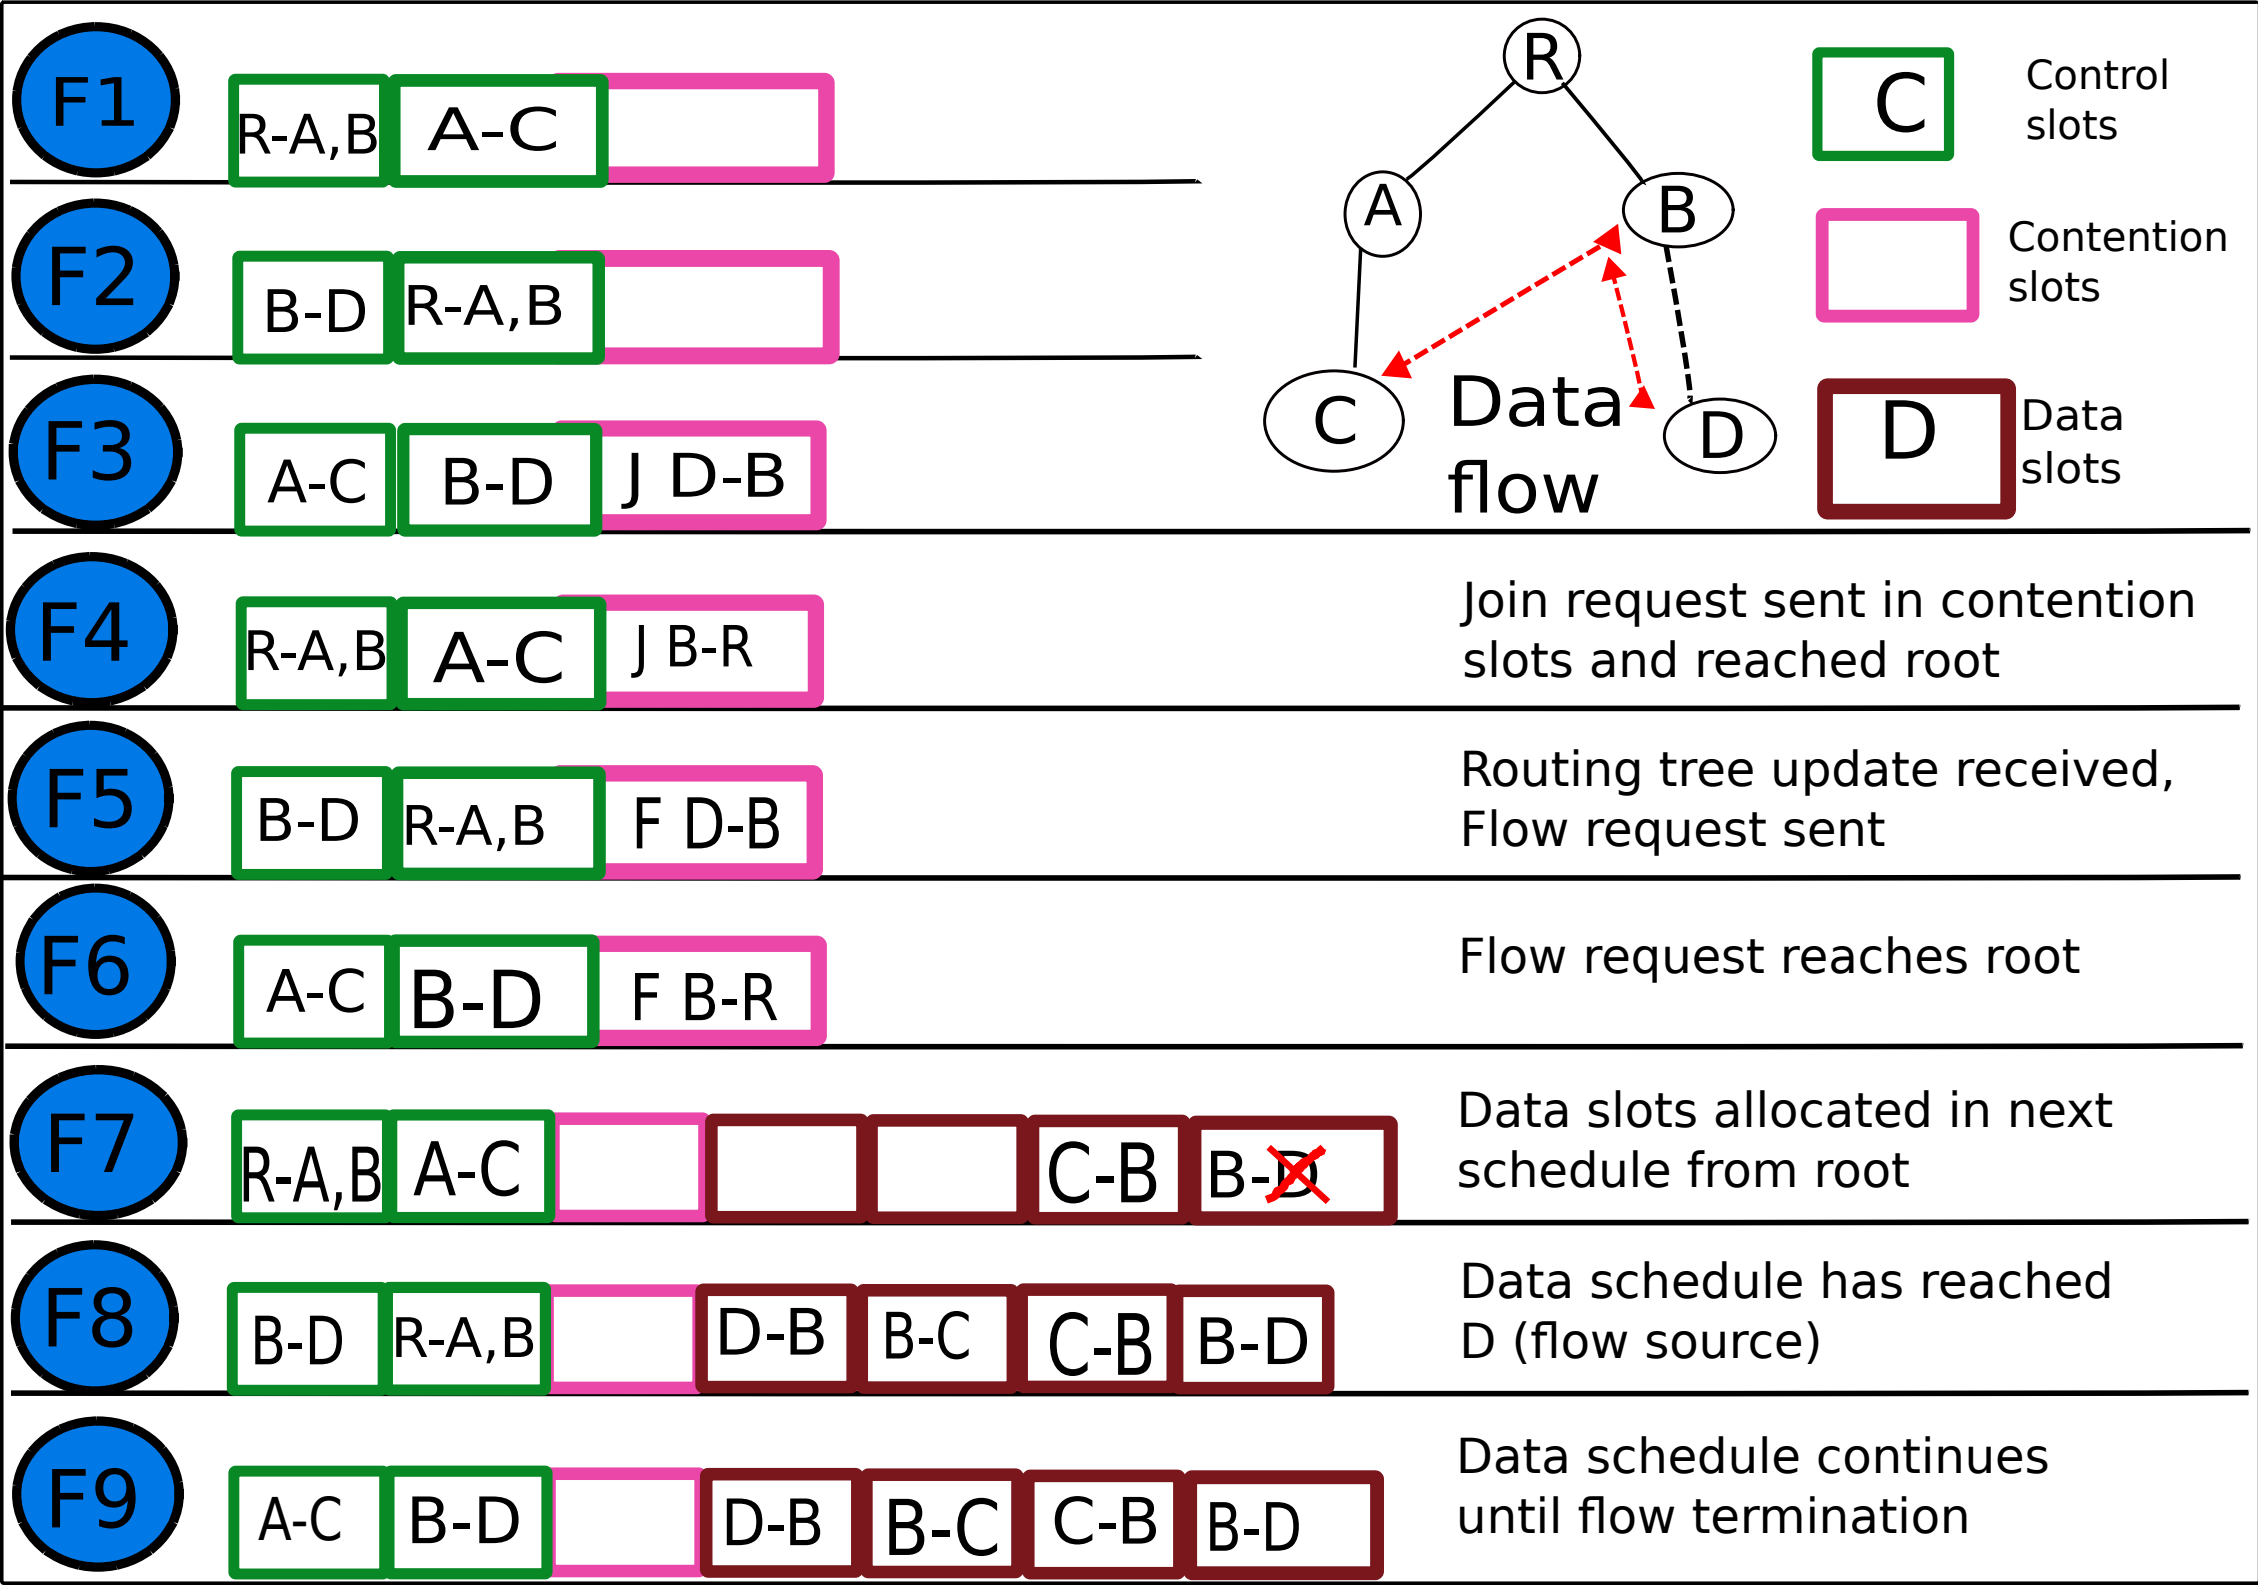 F1
R-A,B
A-C
R
A
B
C
D
Data
flow
C
Control
slots
Contention
slots
D
Data
slots
F2
B-D
R-A,B
F3
A-C
B-D
J D-B
F4
R-A,B
A-C
J B-R
Join request sent in contention
slots and reached root
F5
B-D
R-A,B
F D-B
Routing tree update received,
Flow request sent
F6
A-C
B-D
F B-R
Flow request reaches root
F7
R-A,B
A-C
C-B
B-D
Data slots allocated in next
schedule from root
F8
B-D
R-A,B
D-B
B-C
C-B
B-D
Data schedule has reached
D (flow source)
F9
A-C
B-D
D-B
B-C
C-B
B-D
Data schedule continues
until flow termination